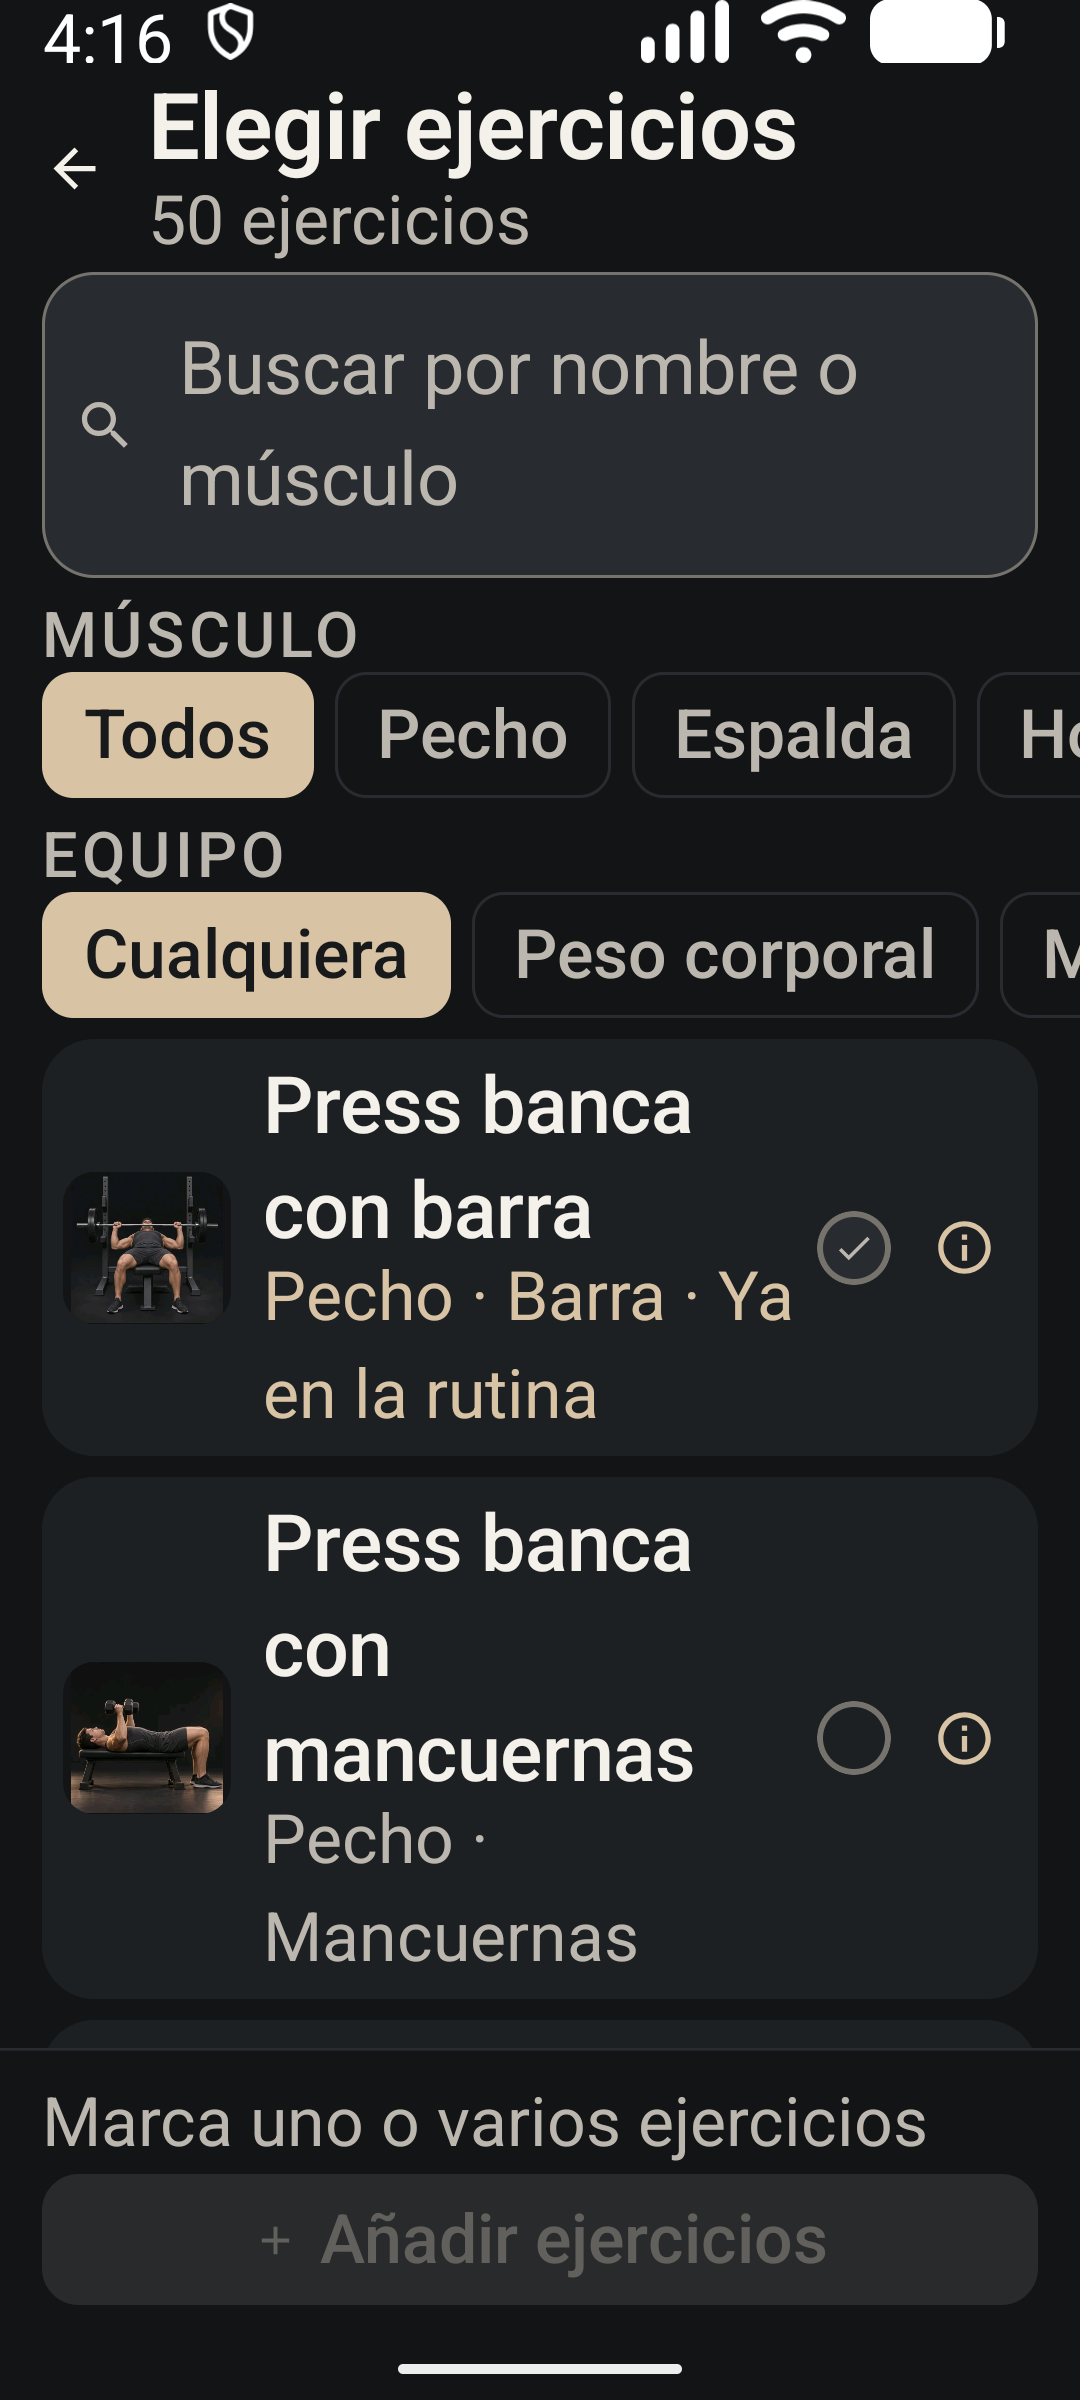 4:16
Elegir ejercicios
50 ejercicios
Buscar por nombre o
músculo
MÚSCULO
Todos Pecho Espalda
EQUIPO
Cualquiera Peso corporal
Press banca
con barra
Pecho · Barra · Ya
en la rutina
Press banca
con
mancuernas
Pecho ·
Mancuernas
Marca uno o varios ejercicios
+ Añadir ejercicios